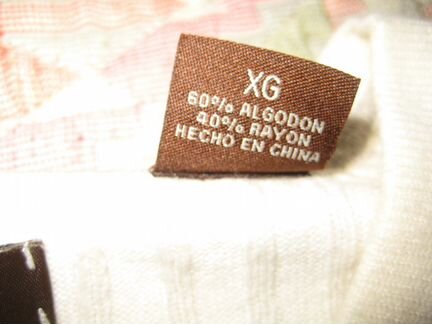 XG
60% ALGODON
40% RAYON
HECHO EN CHINA